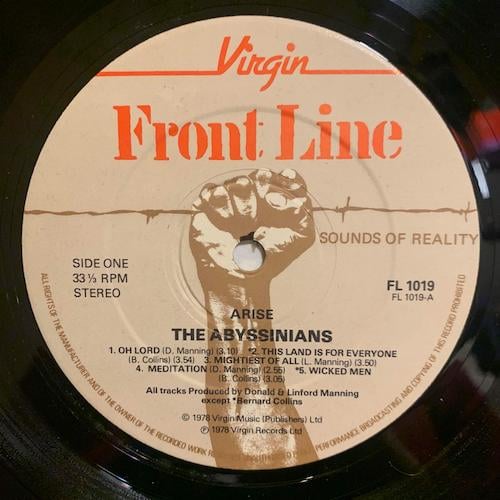 Virgin
Front Line
SOUNDS OF REALITY
SIDE ONE
33⅓ RPM
STEREO
FL 1019
FL 1019-A
ARISE
THE ABYSSINIANS
1. OH LORD (D. Manning) (3.10) *2. THIS LAND IS FOR EVERYONE
(B. Collins) (3.54) 3. MIGHTIEST OF ALL (L. Manning) (3.50)
4. MEDITATION (D. Manning) (2.55) *5. WICKED MEN
(B. Collins) (3.05)
All tracks Produced by Donald & Linford Manning
except *Bernard Collins
© 1978 Virgin Music (Publishers) Ltd
℗ 1978 Virgin Records Ltd
ALL RIGHTS OF THE MANUFACTURER AND OF THE OWNER OF THE RECORDED WORK RESERVED PERFORMANCE BROADCASTING AND COPYING OF THIS RECORD PROHIBITED